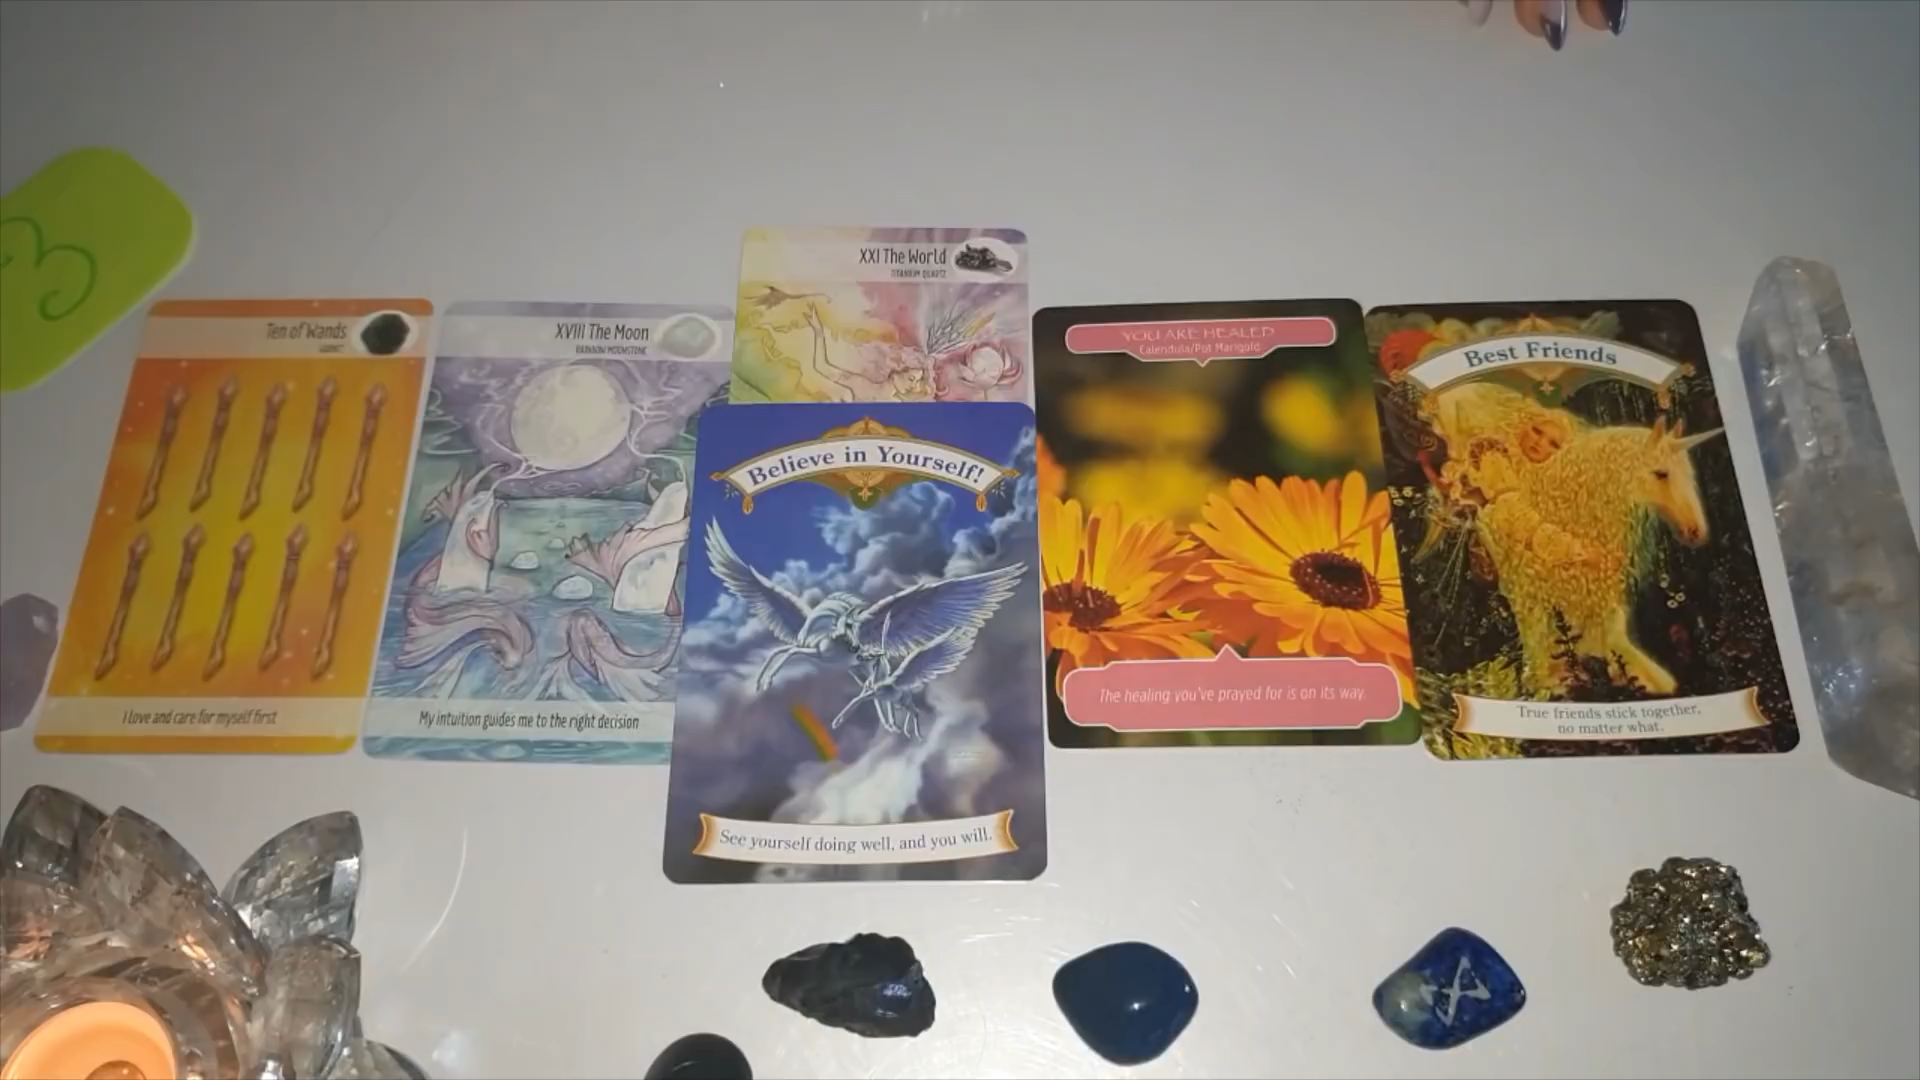 3
Ten of Wands
I love and care for myself first
XVIII The Moon
RAINBOW MOONSTONE
My intuition guides me to the right decision
XXI The World
TITANIUM QUARTZ
Believe in Yourself!
See yourself doing well, and you will.
YOU ARE HEALED
Calendula/Pot Marigold
The healing you've prayed for is on its way.
Best Friends
True friends stick together,
no matter what.